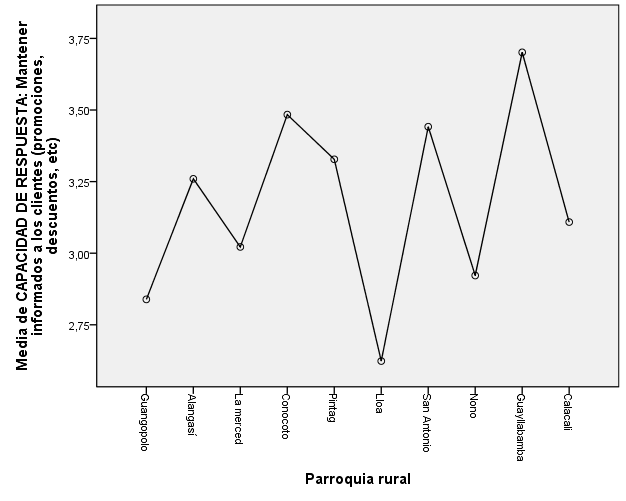 Media de CAPACIDAD DE RESPUESTA: Mantener
informados a los clientes (promociones,
descuentos, etc)
3,75
3,50
3,25
3,00
2,75
Guangopolo
Alangasí
La merced
Conocoto
Pintag
Lloa
San Antonio
Nono
Guayllabamba
Calacali
Parroquia rural